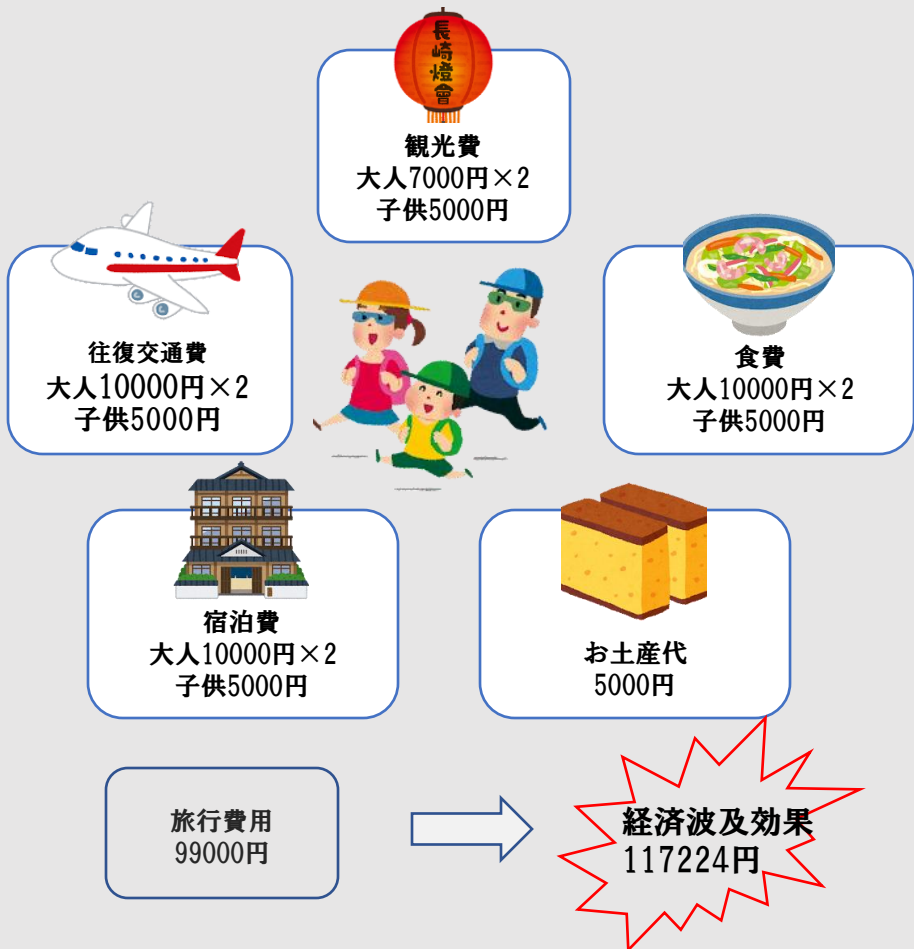 長崎燈會
観光費
大人7000円×2
子供5000円
往復交通費
大人10000円×2
子供5000円
食費
大人10000円×2
子供5000円
宿泊費
大人10000円×2
子供5000円
お土産代
5000円
旅行費用
99000円
経済波及効果
117224円